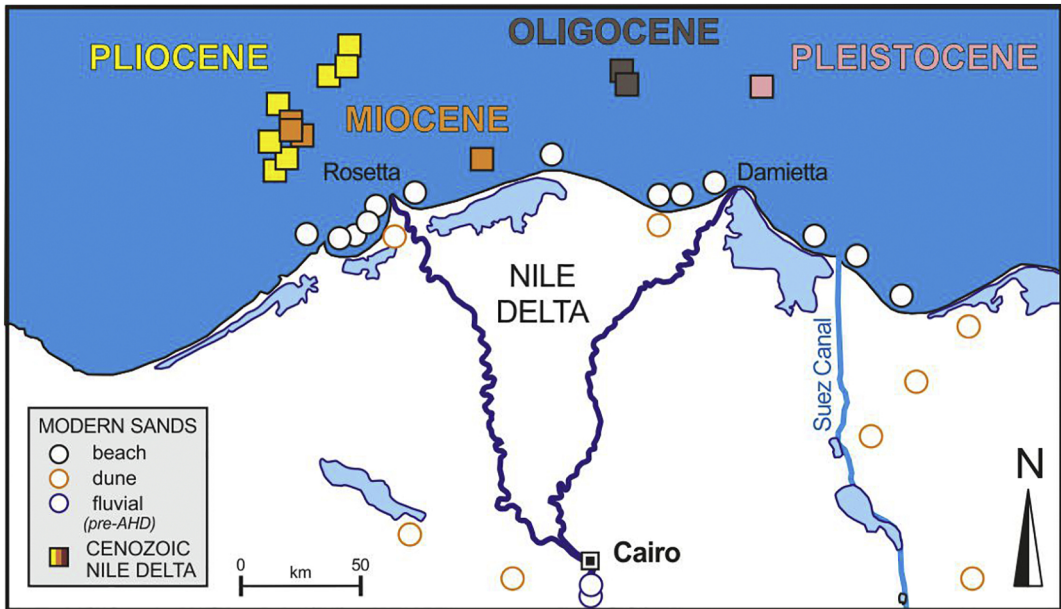 PLIOCENE
OLIGOCENE
PLEISTOCENE
MIOCENE
Rosetta
Damietta
NILE
DELTA
Suez Canal
MODERN SANDS
beach
dune
fluvial
(pre-AHD)
CENOZOIC
NILE DELTA
0
km
50
Cairo
N